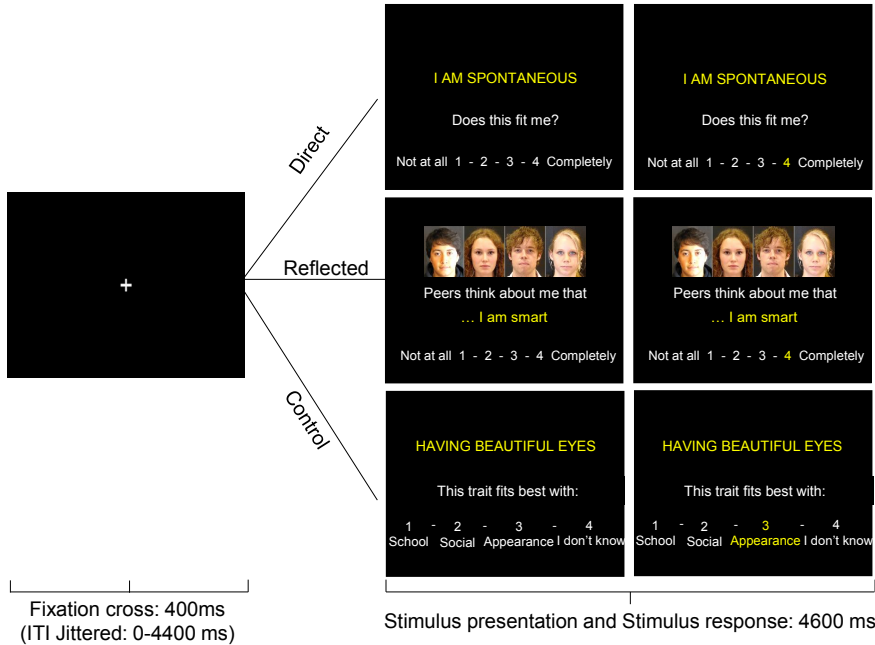 Direct
Reflected
Control
I AM SPONTANEOUS
Does this fit me?
Not at all 1 - 2 - 3 - 4 Completely
I AM SPONTANEOUS
Does this fit me?
Not at all 1 - 2 - 3 - 4 Completely
Peers think about me that
... I am smart
Not at all 1 - 2 - 3 - 4 Completely
Peers think about me that
... I am smart
Not at all 1 - 2 - 3 - 4 Completely
HAVING BEAUTIFUL EYES
This trait fits best with:
1 - 2 - 3 - 4
School Social Appearance I don't know
HAVING BEAUTIFUL EYES
This trait fits best with:
1 - 2 - 3 - 4
School Social Appearance I don't know
Fixation cross: 400ms
(ITI Jittered: 0-4400 ms)
Stimulus presentation and Stimulus response: 4600 ms